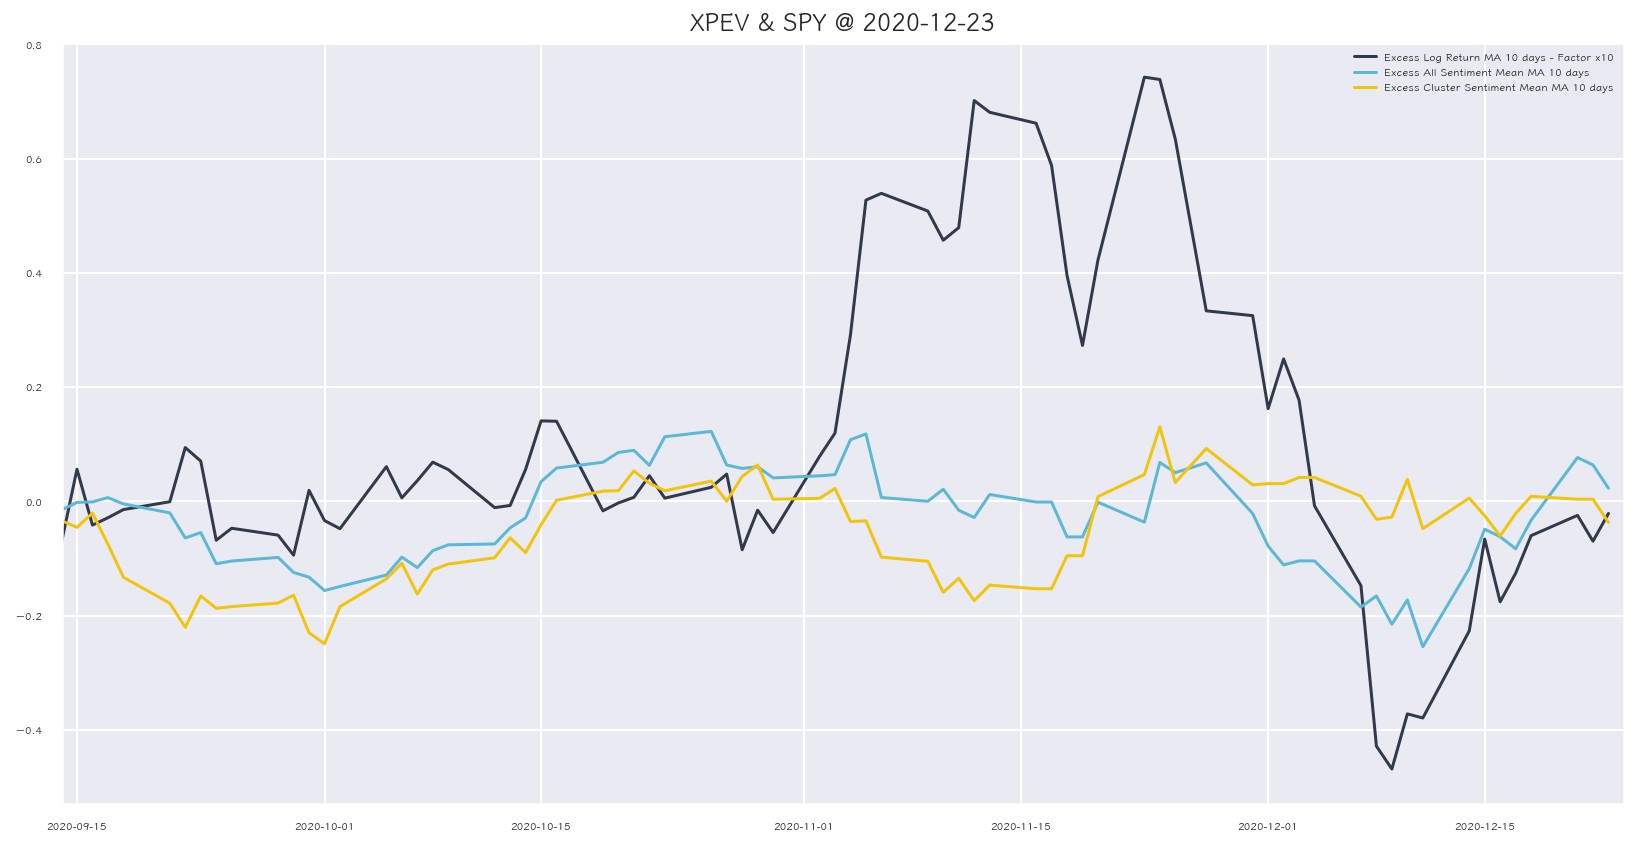 XPEV & SPY @ 2020-12-23
Excess Log Return MA 10 days - Factor x10
Excess All Sentiment Mean MA 10 days
Excess Cluster Sentiment Mean MA 10 days
0.8
0.6
0.4
0.2
0.0
−0.2
−0.4
2020-09-15 2020-10-01 2020-10-15 2020-11-01 2020-11-15 2020-12-01 2020-12-15